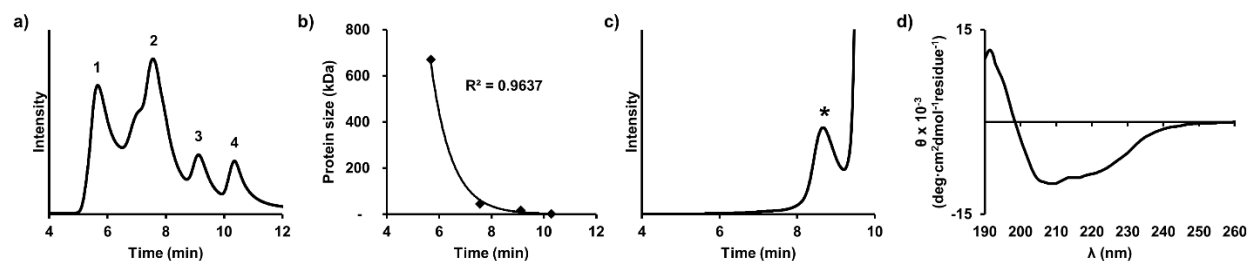 a)
1
2
3
4
Intensity
4 6 8 10 12
Time (min)
b)
800
600
400
200
-
Protein size (kDa)
R² = 0.9637
4 6 8 10 12
Time (min)
c)
*
Intensity
4 6 8 10
Time (min)
d)
15
-15
θ x 10⁻³
(deg·cm²dmol⁻¹residue⁻¹)
190 200 210 220 230 240 250 260
λ (nm)